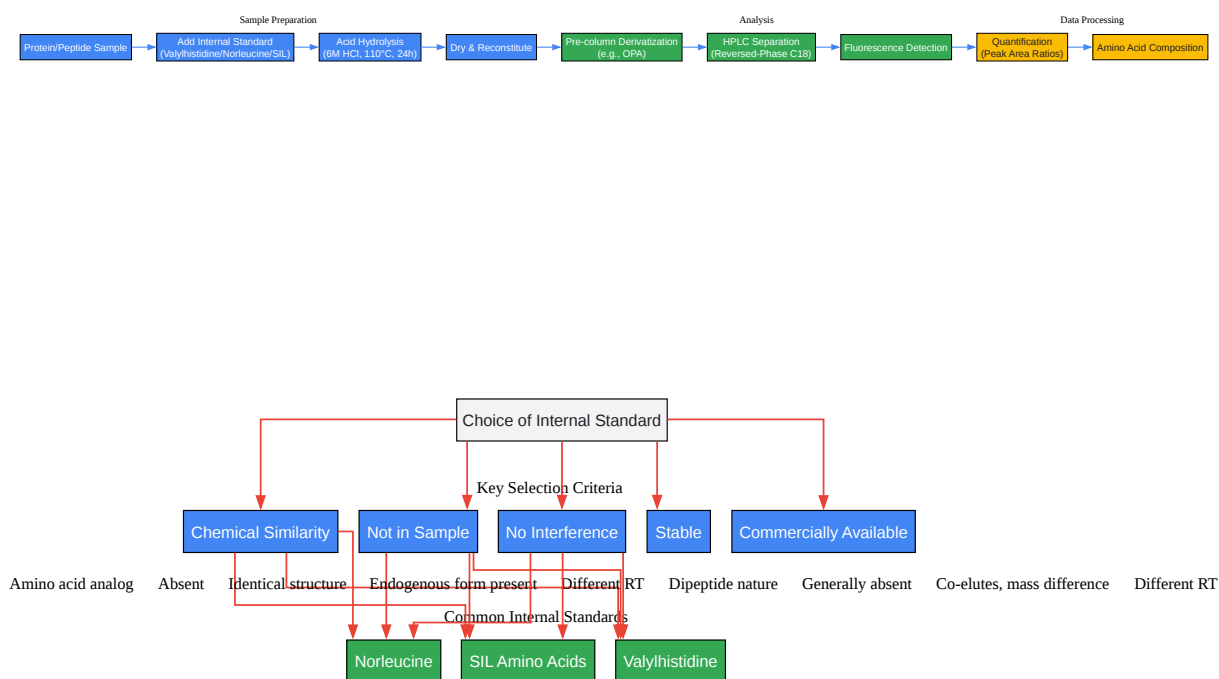 Sample Preparation
Analysis
Data Processing
Protein/Peptide Sample
Add Internal Standard
(Valylhistidine/Norleucine/SIL)
Acid Hydrolysis
(6M HCl, 110°C, 24h)
Dry & Reconstitute
Pre-column Derivatization
(e.g., OPA)
HPLC Separation
(Reversed-Phase C18)
Fluorescence Detection
Quantification
(Peak Area Ratios)
Amino Acid Composition
Choice of Internal Standard
Key Selection Criteria
Chemical Similarity
Not in Sample
No Interference
Stable
Commercially Available
Amino acid analog
Absent
Identical structure
Endogenous form present
Different RT
Dipeptide nature
Generally absent
Co-elutes, mass difference
Different RT
Common Internal Standards
Norleucine
SIL Amino Acids
Valylhistidine